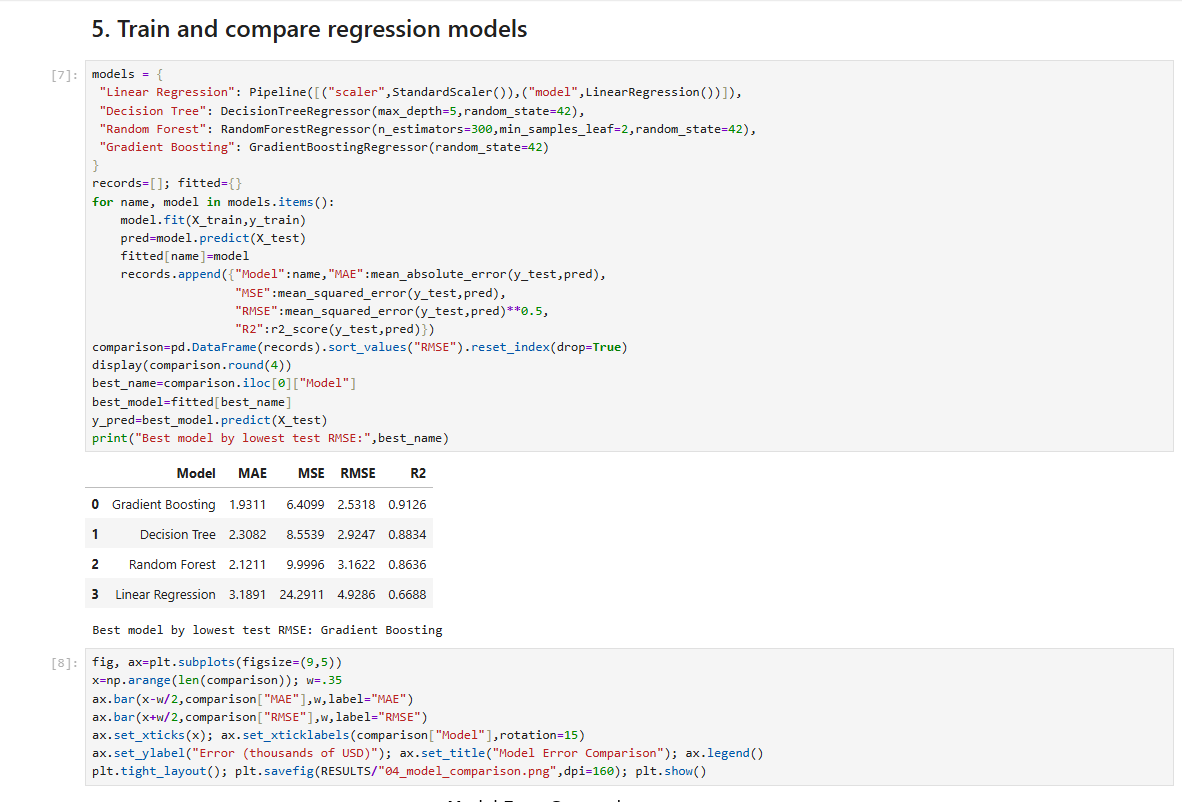 5. Train and compare regression models
[7]:
models = {
 "Linear Regression": Pipeline([("scaler",StandardScaler()),("model",LinearRegression())]),
 "Decision Tree": DecisionTreeRegressor(max_depth=5,random_state=42),
 "Random Forest": RandomForestRegressor(n_estimators=300,min_samples_leaf=2,random_state=42),
 "Gradient Boosting": GradientBoostingRegressor(random_state=42)
}
records=[]; fitted={}
for name, model in models.items():
    model.fit(X_train,y_train)
    pred=model.predict(X_test)
    fitted[name]=model
    records.append({"Model":name,"MAE":mean_absolute_error(y_test,pred),
                    "MSE":mean_squared_error(y_test,pred),
                    "RMSE":mean_squared_error(y_test,pred)**0.5,
                    "R2":r2_score(y_test,pred)})
comparison=pd.DataFrame(records).sort_values("RMSE").reset_index(drop=True)
display(comparison.round(4))
best_name=comparison.iloc[0]["Model"]
best_model=fitted[best_name]
y_pred=best_model.predict(X_test)
print("Best model by lowest test RMSE:",best_name)
Model MAE MSE RMSE R2
0 Gradient Boosting 1.9311 6.4099 2.5318 0.9126
1 Decision Tree 2.3082 8.5539 2.9247 0.8834
2 Random Forest 2.1211 9.9996 3.1622 0.8636
3 Linear Regression 3.1891 24.2911 4.9286 0.6688
Best model by lowest test RMSE: Gradient Boosting
[8]:
fig, ax=plt.subplots(figsize=(9,5))
x=np.arange(len(comparison)); w=.35
ax.bar(x-w/2,comparison["MAE"],w,label="MAE")
ax.bar(x+w/2,comparison["RMSE"],w,label="RMSE")
ax.set_xticks(x); ax.set_xticklabels(comparison["Model"],rotation=15)
ax.set_ylabel("Error (thousands of USD)"); ax.set_title("Model Error Comparison"); ax.legend()
plt.tight_layout(); plt.savefig(RESULTS/"04_model_comparison.png",dpi=160); plt.show()